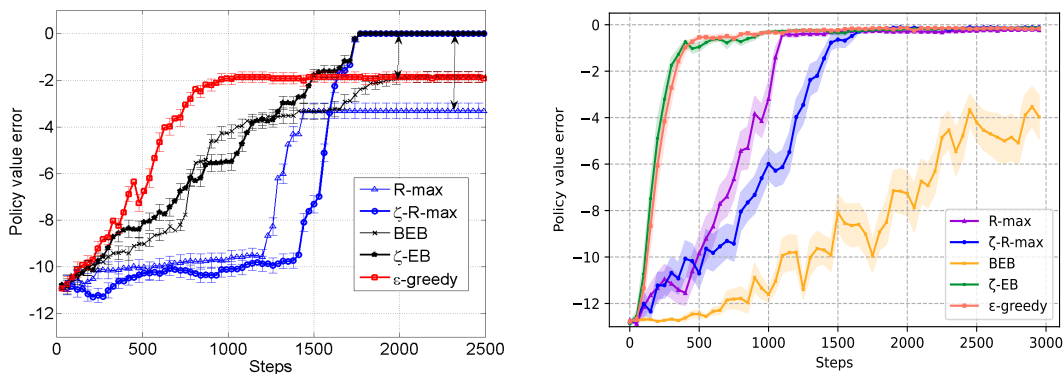 0
-2
-4
-6
-8
-10
-12
Policy value error
R-max
ζ-R-max
BEB
ζ-EB
ε-greedy
0 500 1000 1500 2000 2500
Steps
0
−2
−4
−6
−8
−10
−12
Policy value error
R-max
ζ-R-max
BEB
ζ-EB
ε-greedy
0 500 1000 1500 2000 2500 3000
Steps